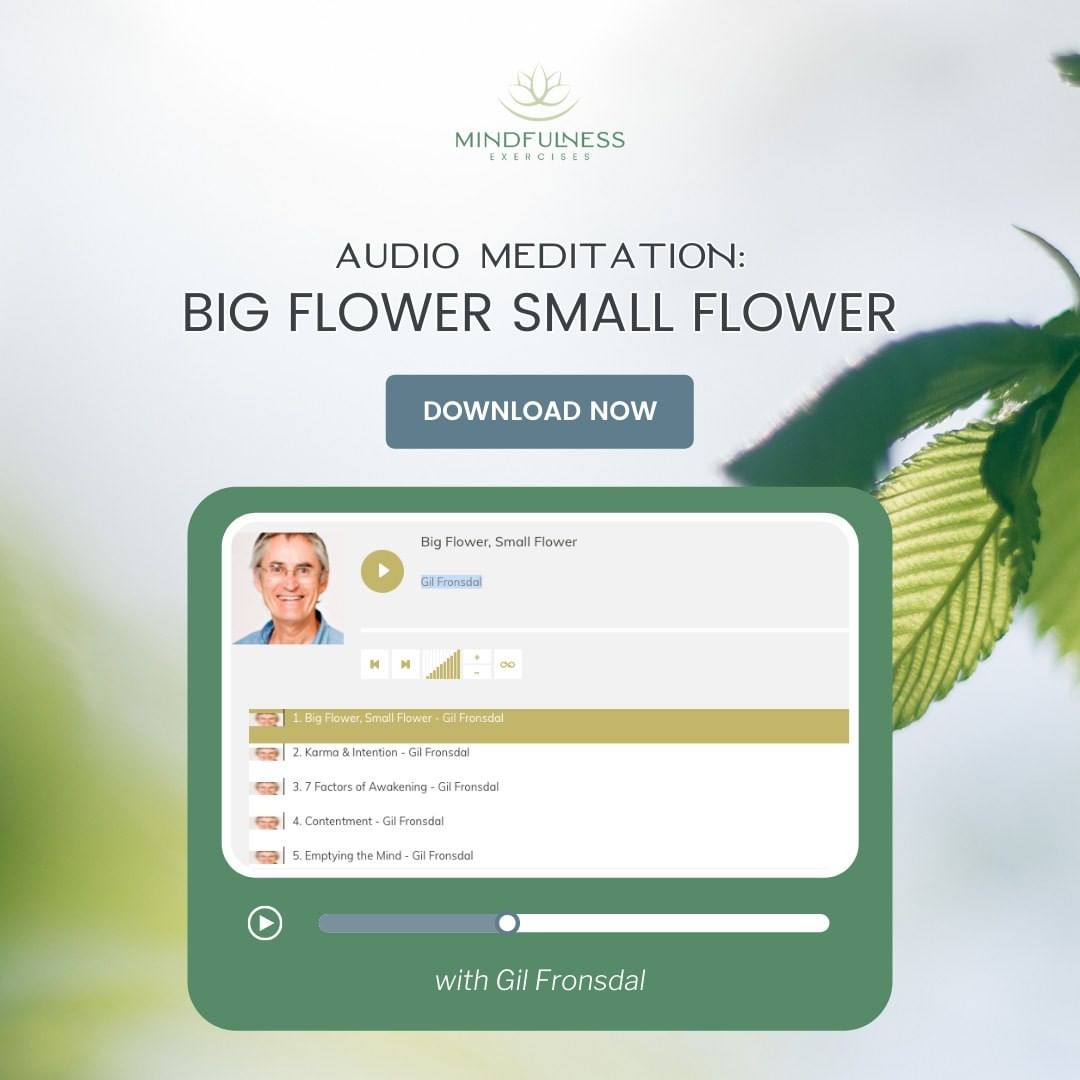 MINDFULNESS
EXERCISES
AUDIO MEDITATION:
BIG FLOWER SMALL FLOWER
DOWNLOAD NOW
Big Flower, Small Flower
Gil Fronsdal
1. Big Flower, Small Flower - Gil Fronsdal
2. Karma & Intention - Gil Fronsdal
3. 7 Factors of Awakening - Gil Fronsdal
4. Contentment - Gil Fronsdal
5. Emptying the Mind - Gil Fronsdal
with Gil Fronsdal